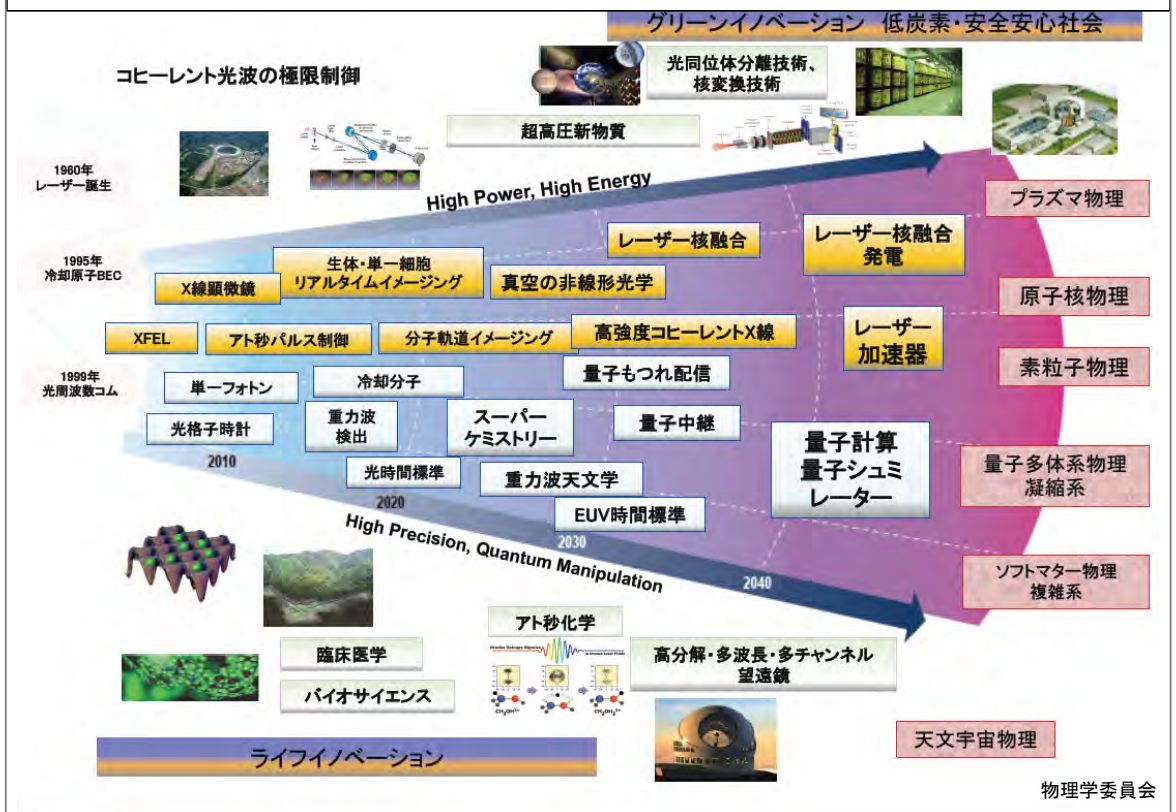 グリーンイノベーション 低炭素・安全安心社会
コヒーレント光波の極限制御
光同位体分離技術、
核変換技術
超高圧新物質
1960年
レーザー誕生
High Power, High Energy
プラズマ物理
1995年
冷却原子BEC
レーザー核融合
レーザー核融合
発電
生体・単一細胞
リアルタイムイメージング
X線顕微鏡
真空の非線形光学
原子核物理
XFEL
アト秒パルス制御
分子軌道イメージング
高強度コヒーレントX線
レーザー
加速器
素粒子物理
1999年
光周波数コム
単一フォトン
冷却分子
量子もつれ配信
光格子時計
重力波
検出
スーパー
ケミストリー
量子中継
量子計算
量子シュミ
レーター
量子多体系物理
凝縮系
2010
光時間標準
重力波天文学
2020
EUV時間標準
High Precision, Quantum Manipulation
2030
2040
ソフトマター物理
複雑系
アト秒化学
臨床医学
高分解・多波長・多チャンネル
望遠鏡
バイオサイエンス
天文宇宙物理
ライフイノベーション
物理学委員会